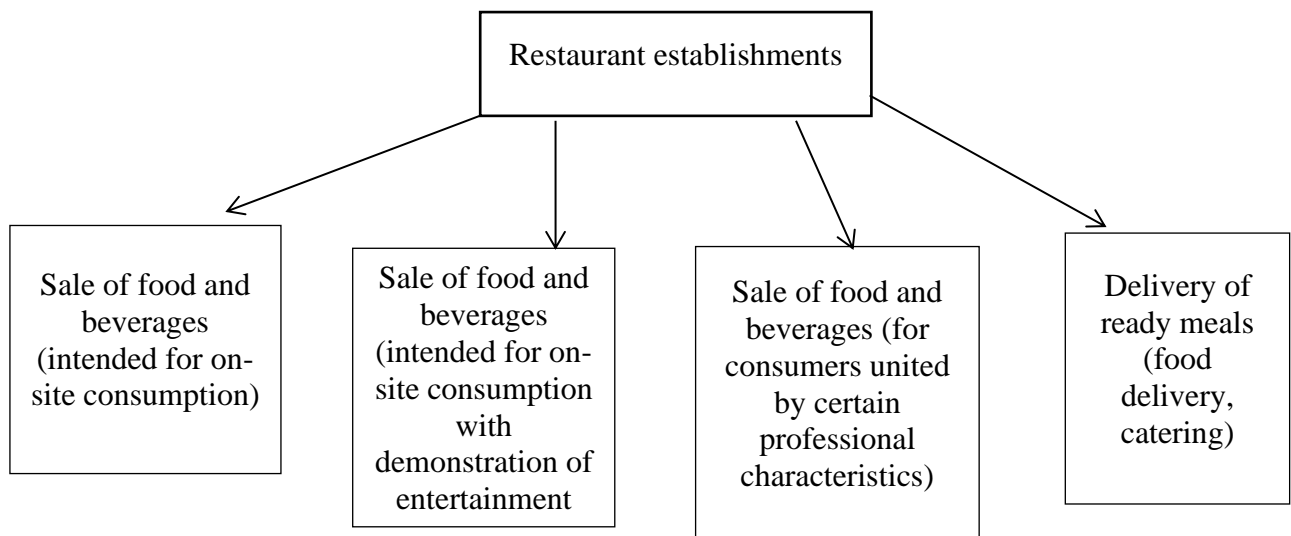 Restaurant establishments
Sale of food and
beverages
(intended for on-
site consumption)
Sale of food and
beverages
(intended for on-
site consumption
with
demonstration of
entertainment
Sale of food and
beverages (for
consumers united
by certain
professional
characteristics)
Delivery of
ready meals
(food
delivery,
catering)